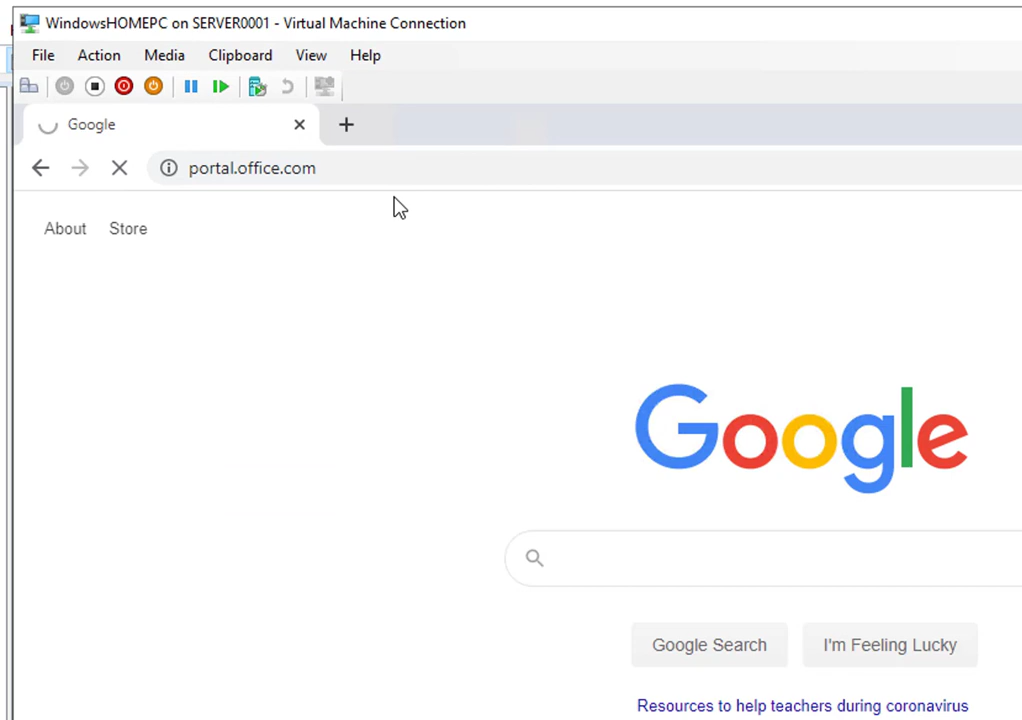 WindowsHOMEPC on SERVER0001 - Virtual Machine Connection
File Action Media Clipboard View Help
Google
portal.office.com
About Store
Google
Google Search I'm Feeling Lucky
Resources to help teachers during coronavirus